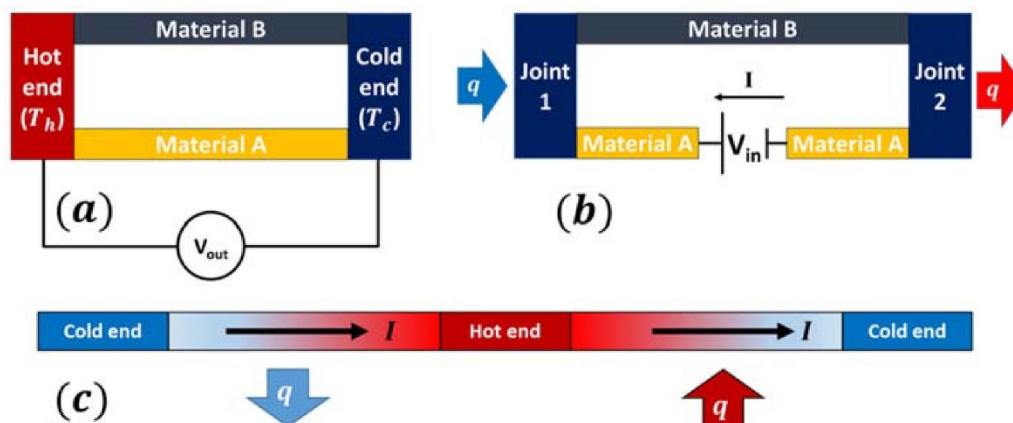 Material B
Hot end (T_h)
Cold end (T_c)
Material A
V_out
(a)
Material B
q
Joint 1
I
Joint 2
q
Material A
V_in
Material A
(b)
Cold end
I
Hot end
I
Cold end
(c)
q
q